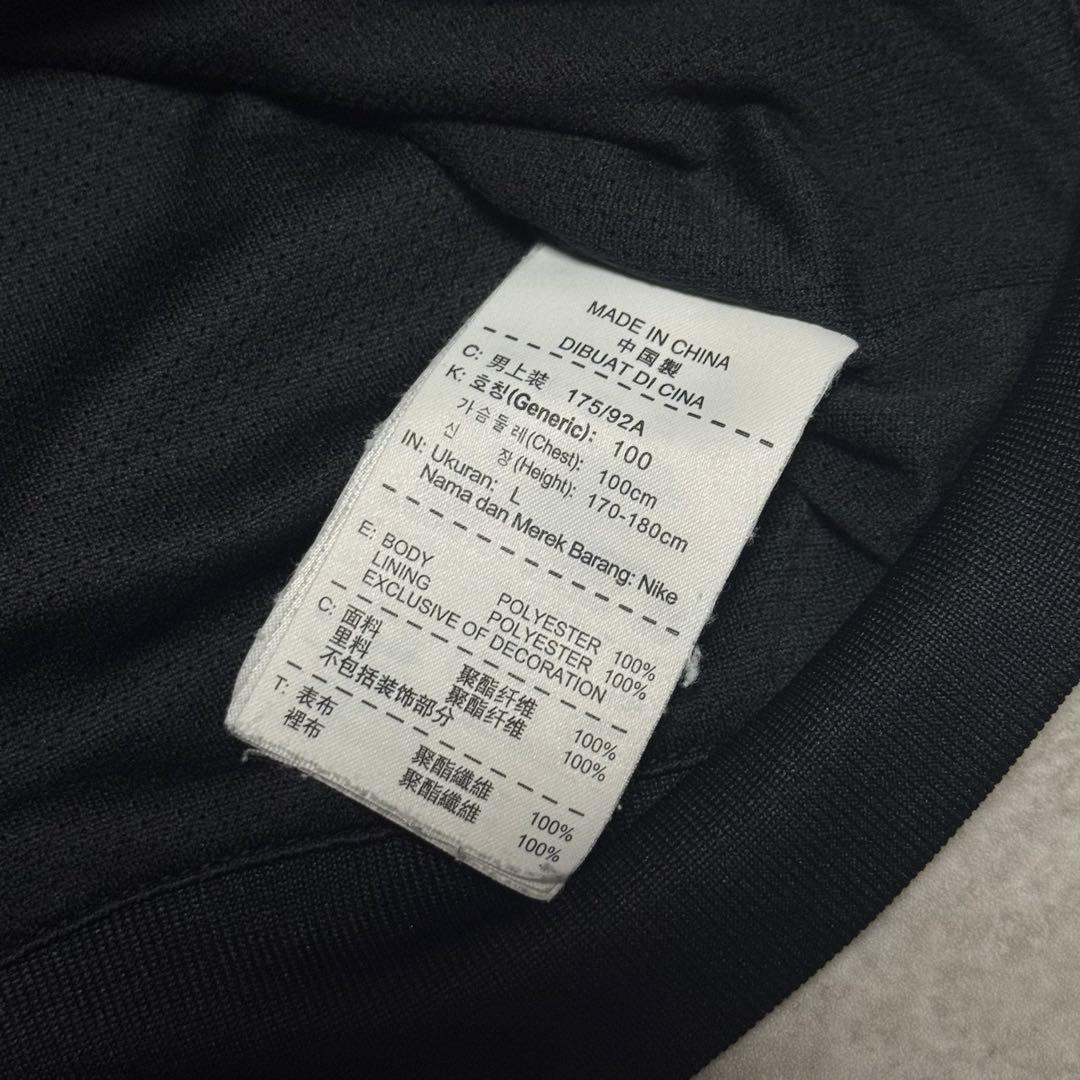 MADE IN CHINA
中国製
DIBUAT DI CINA
C: 男上装 175/92A
K: 호칭(Generic): 100
가슴둘레(Chest): 100cm
신 장(Height): 170-180cm
IN: Ukuran: L
Nama dan Merek Barang: Nike
E: BODY POLYESTER 100%
LINING POLYESTER 100%
EXCLUSIVE OF DECORATION
C: 面料 聚酯纤维 100%
里料 聚酯纤维 100%
不包括装饰部分
T: 表布 聚酯纖維 100%
裡布 聚酯纖維 100%